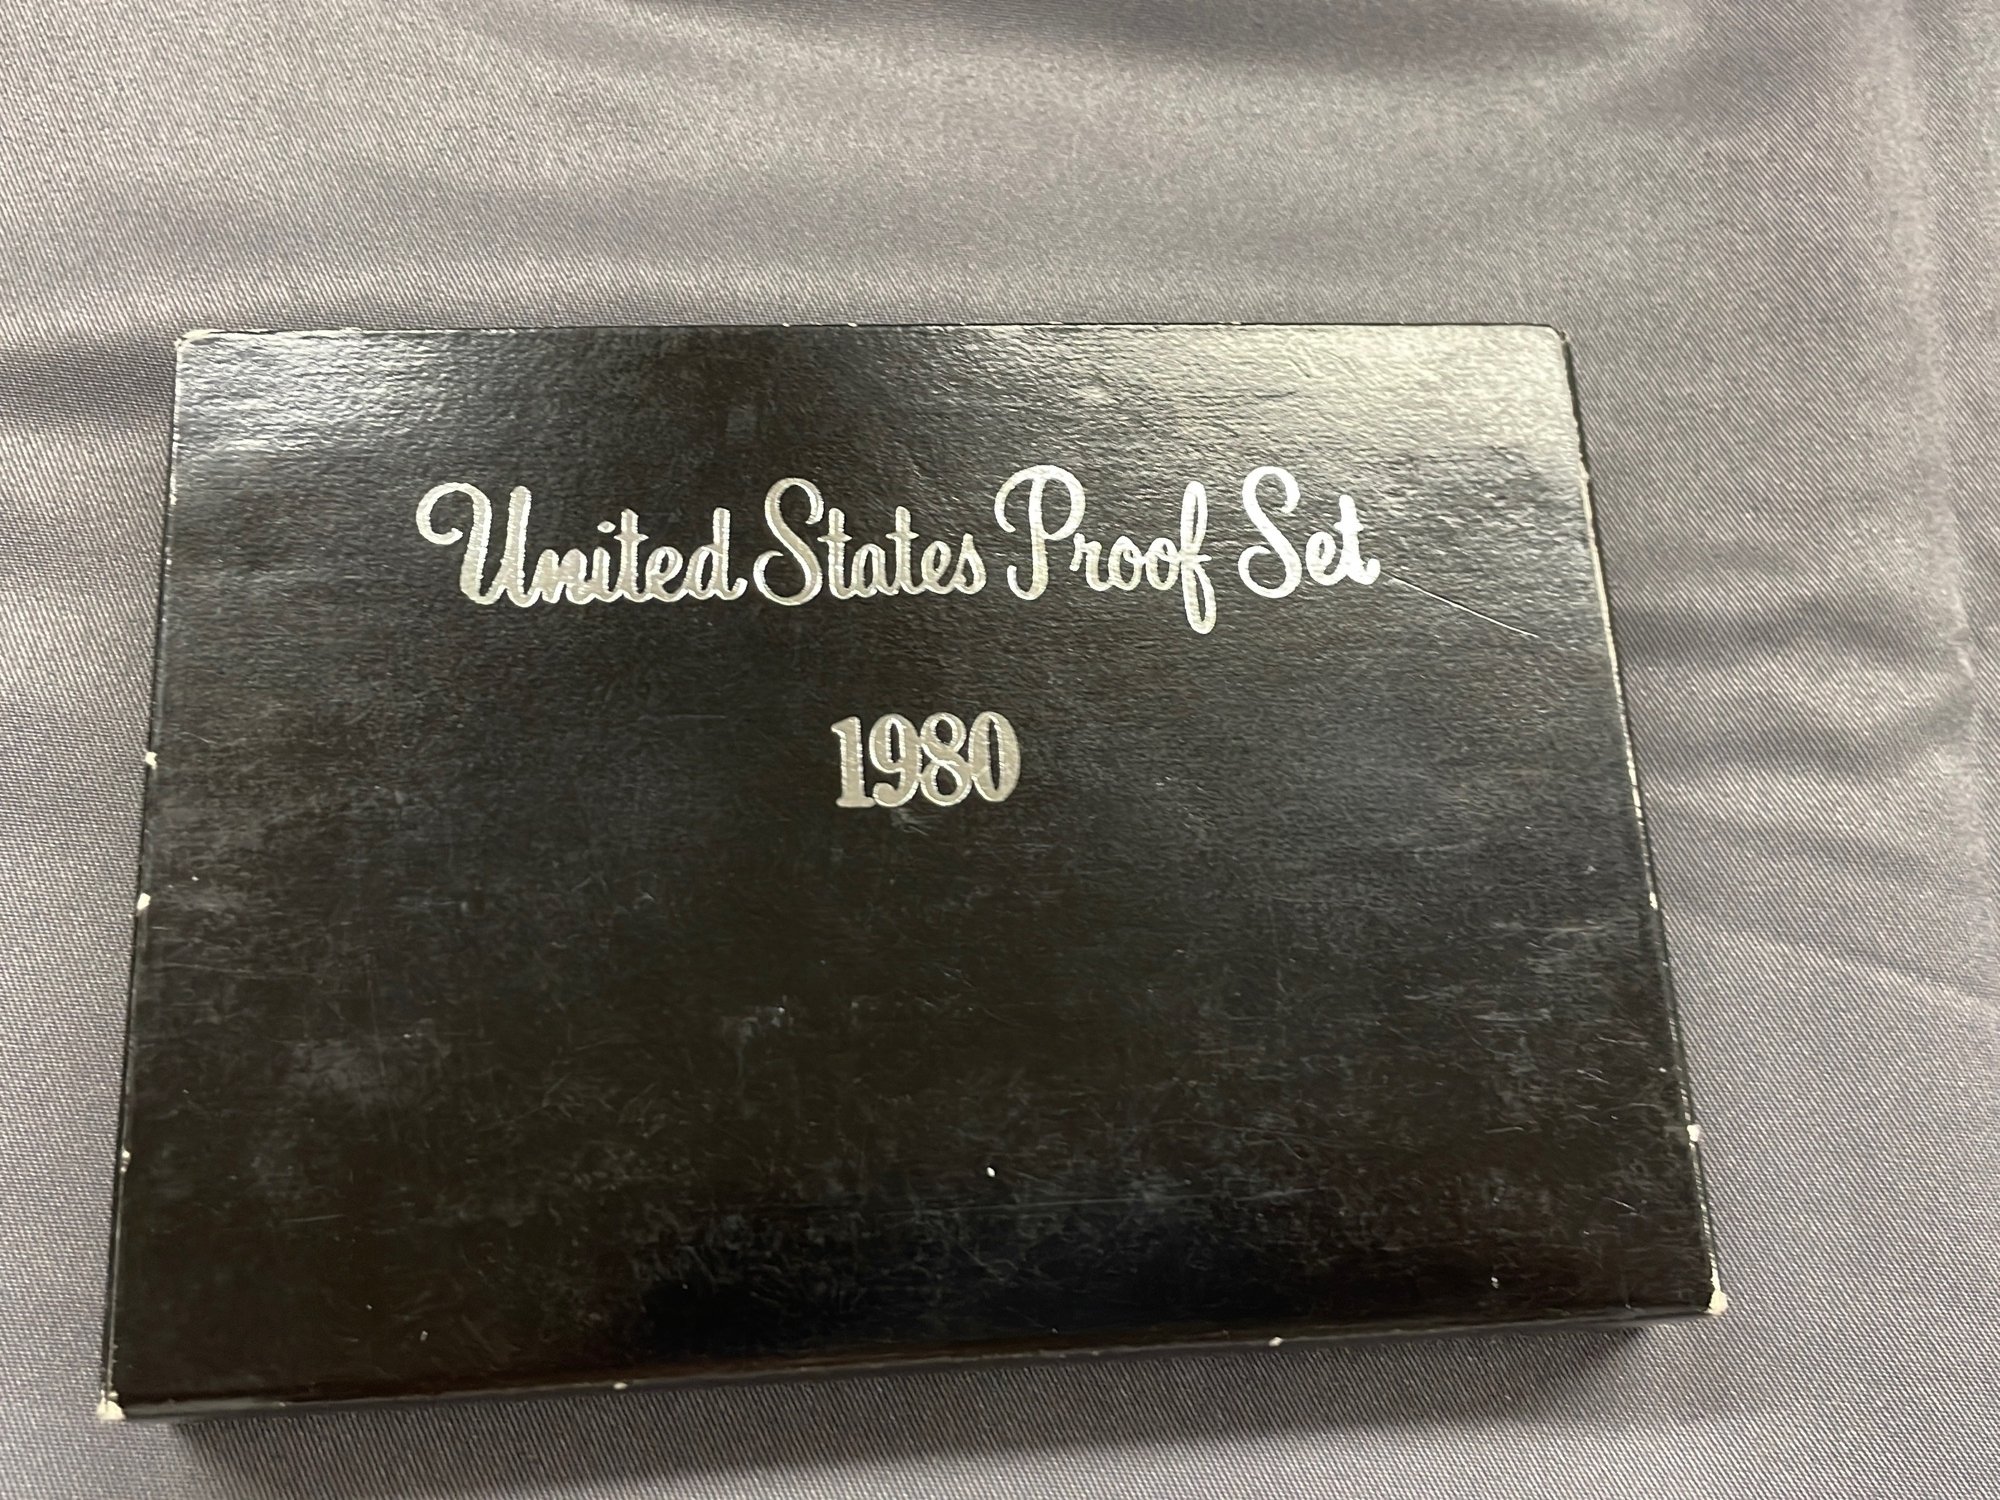 United States Proof Set
1980